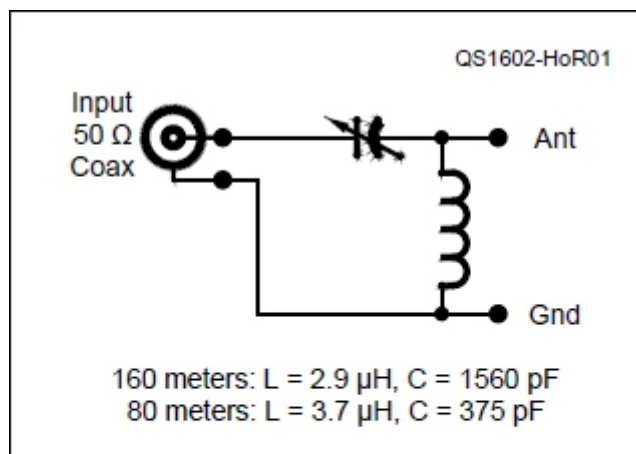 QS1602-HoR01
Input
50 Ω
Coax
Ant
Gnd
160 meters: L = 2.9 µH, C = 1560 pF
80 meters: L = 3.7 µH, C = 375 pF